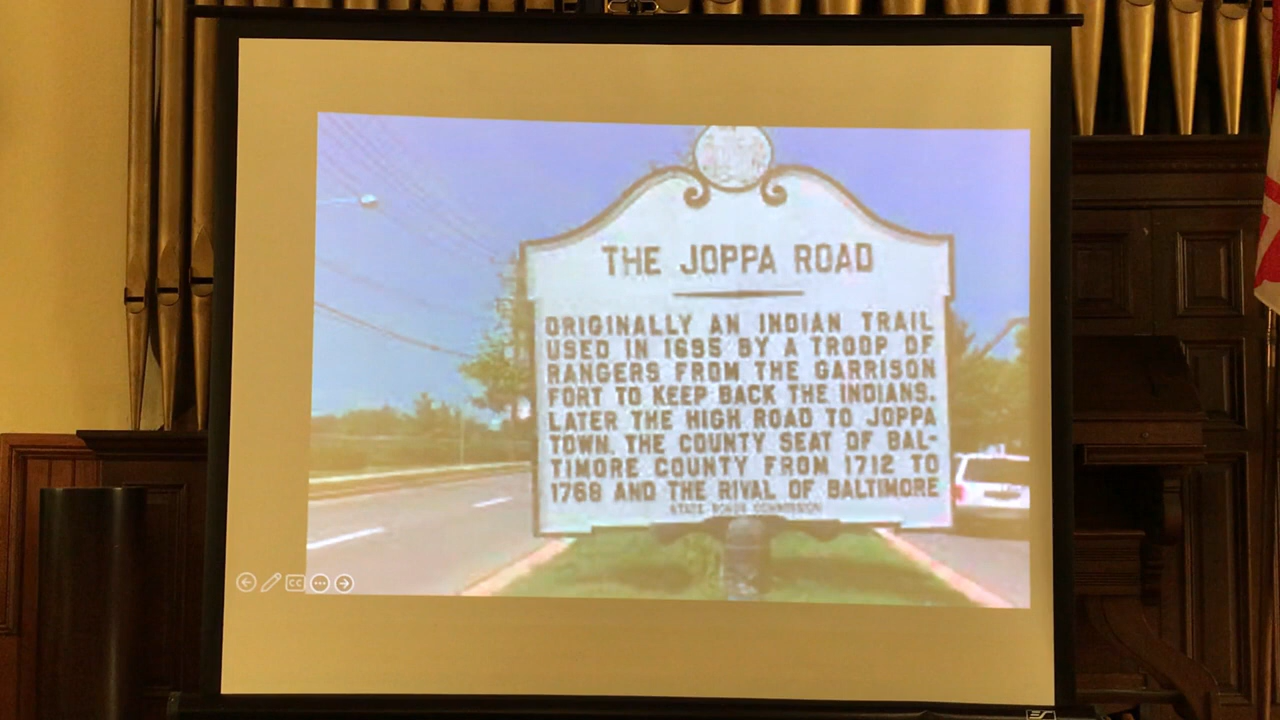 THE JOPPA ROAD
ORIGINALLY AN INDIAN TRAIL
USED IN 1695 BY A TROOP OF
RANGERS FROM THE GARRISON
FORT TO KEEP BACK THE INDIANS.
LATER THE HIGH ROAD TO JOPPA
TOWN. THE COUNTY SEAT OF BAL-
TIMORE COUNTY FROM 1712 TO
1768 AND THE RIVAL OF BALTIMORE
STATE ROADS COMMISSION
CC